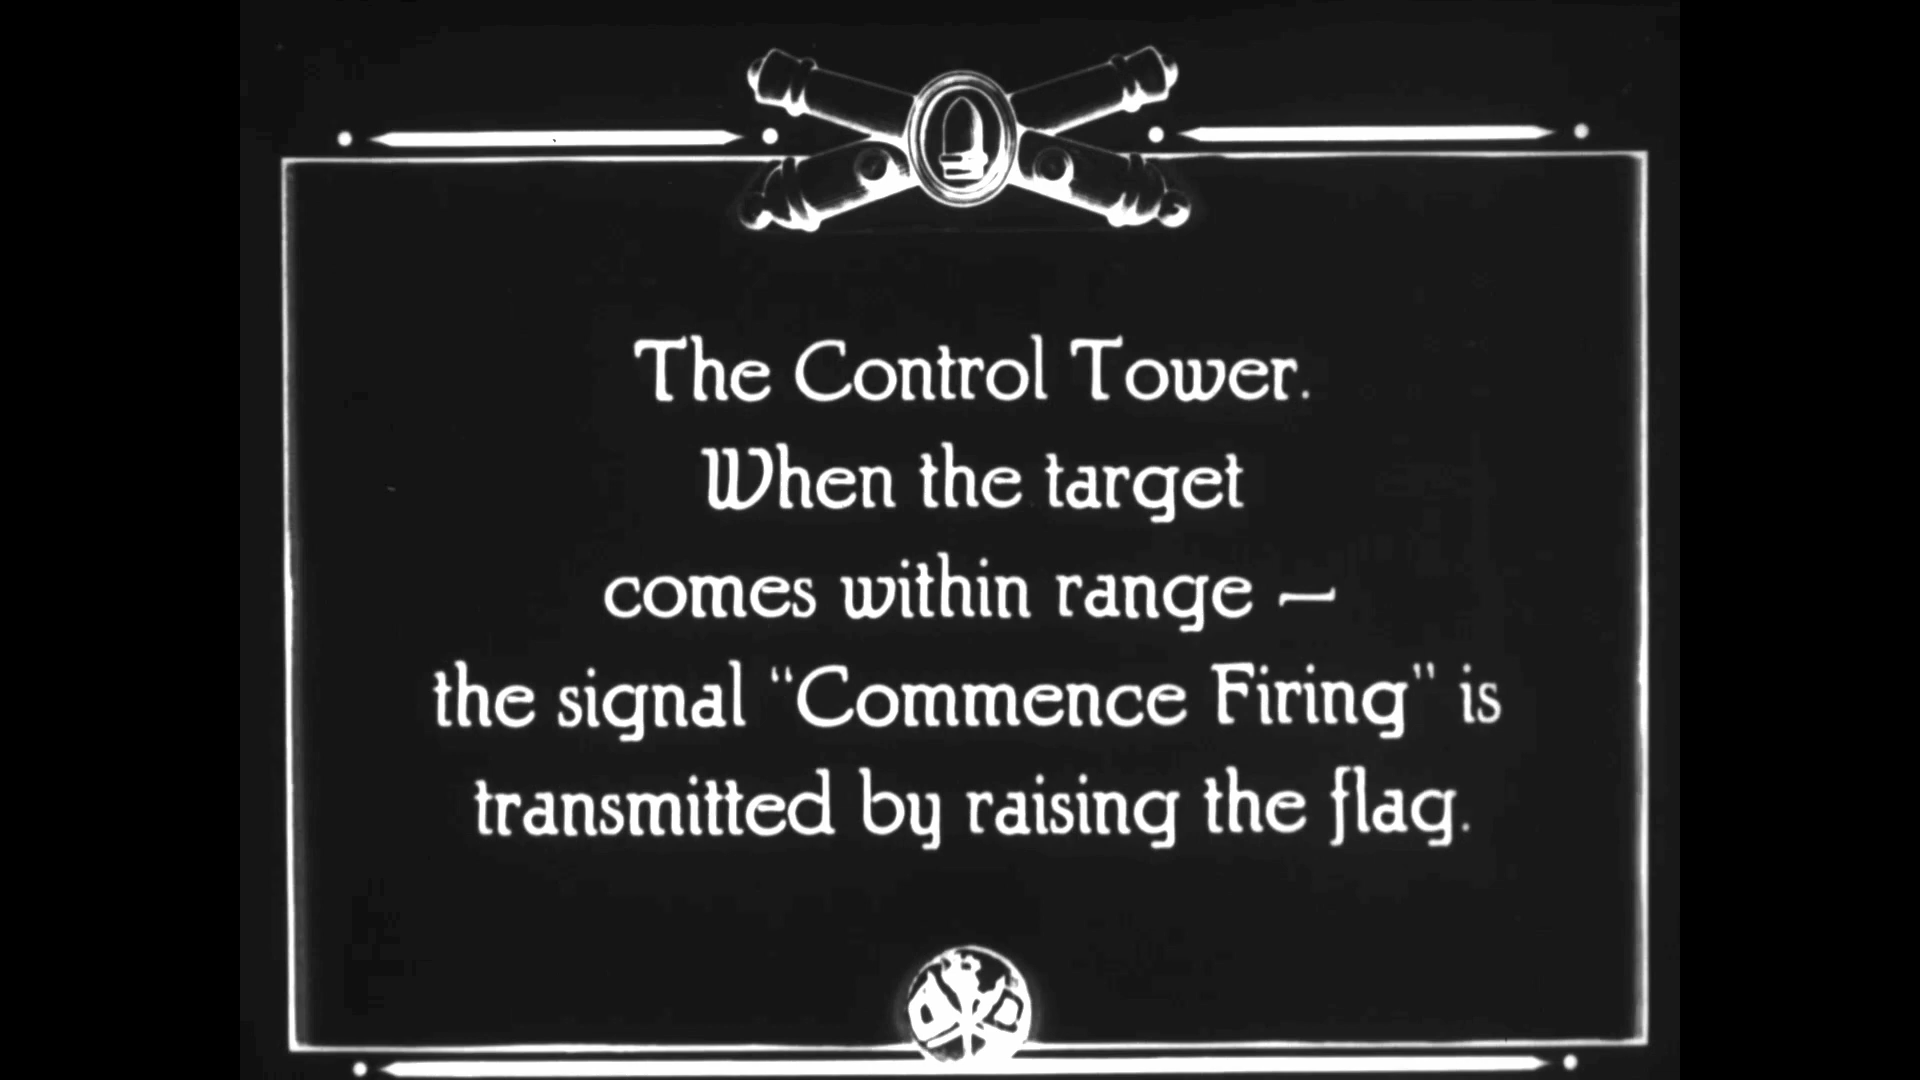 The Control Tower.
When the target
comes within range —
the signal "Commence Firing" is
transmitted by raising the flag.